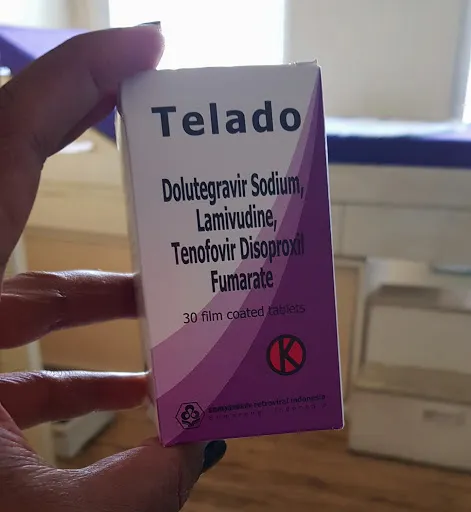 Telado
Dolutegravir Sodium,
Lamivudine,
Tenofovir Disoproxil
Fumarate
30 film coated tablets
K